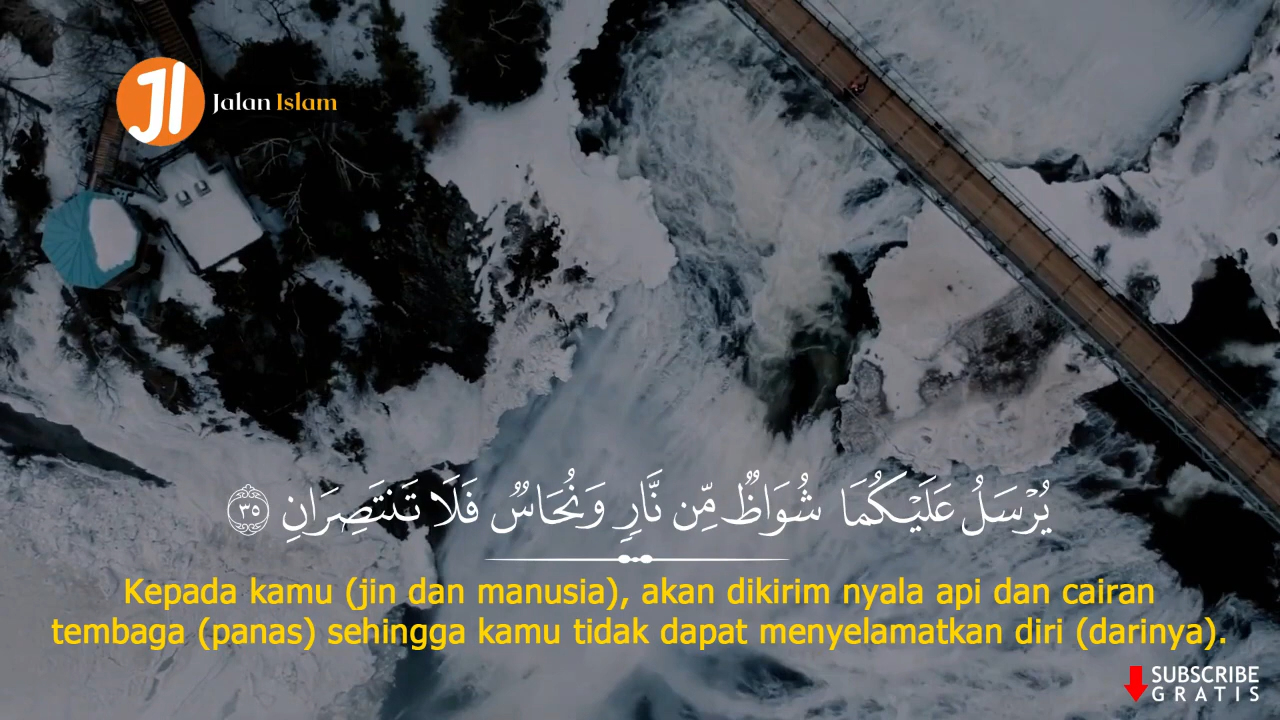 JI Jalan Islam
يُرْسَلُ عَلَيْكُمَا شُوَاظٌ مِّن نَّارٍ وَنُحَاسٌ فَلَا تَنتَصِرَانِ ٣٥
Kepada kamu (jin dan manusia), akan dikirim nyala api dan cairan
tembaga (panas) sehingga kamu tidak dapat menyelamatkan diri (darinya).
SUBSCRIBE
GRATIS